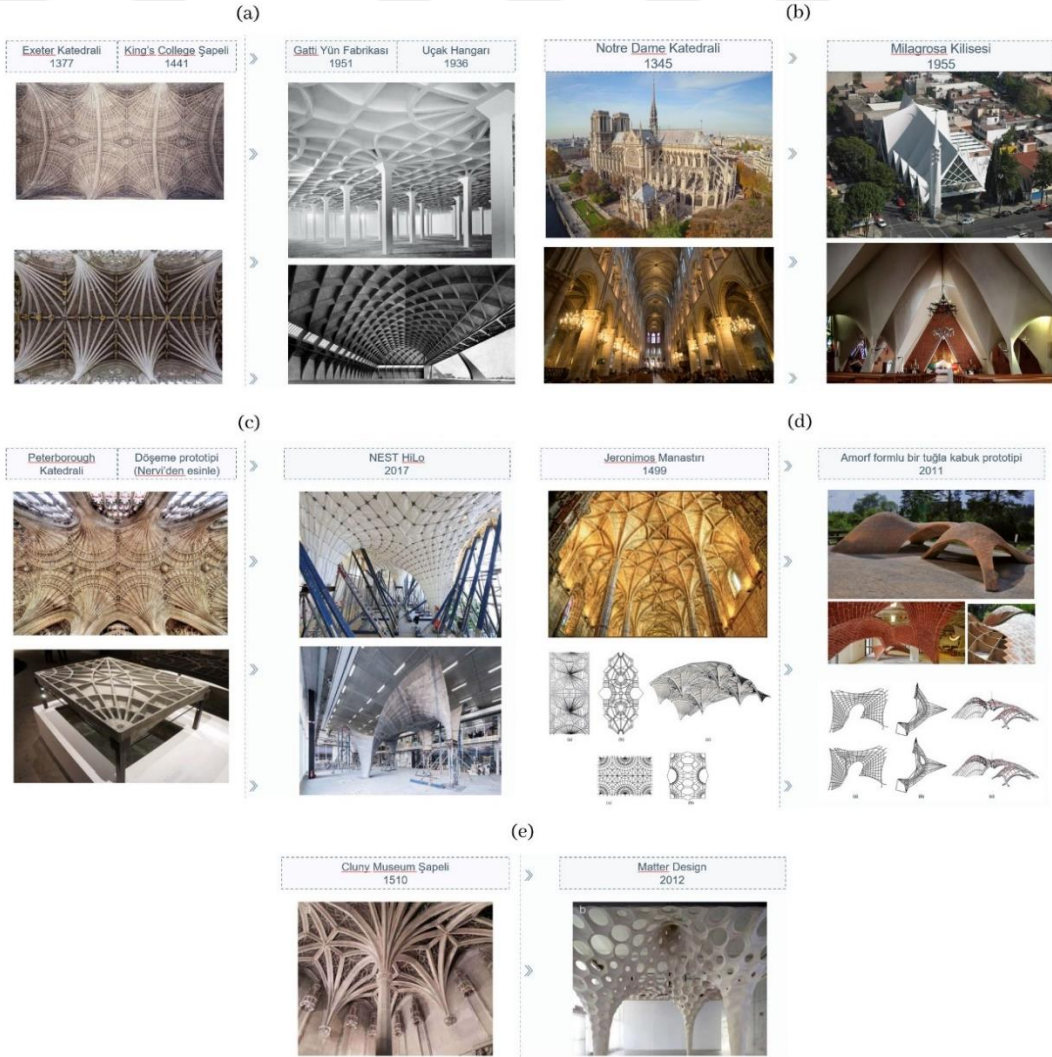 (a)
Exeter Katedrali
1377
King's College Şapeli
1441
Gatti Yün Fabrikası
1951
Uçak Hangarı
1936
(b)
Notre Dame Katedrali
1345
Milagrosa Kilisesi
1955
(c)
Peterborough
Katedrali
Döşeme prototipi
(Nervi'den esinle)
NEST HiLo
2017
(d)
Jeronimos Manastırı
1499
(a)
(b)
(c)
(a)
(b)
Amorf formlu bir tuğla kabuk prototipi
2011
(a)
(b)
(c)
(e)
Cluny Museum Şapeli
1510
Matter Design
2012
b